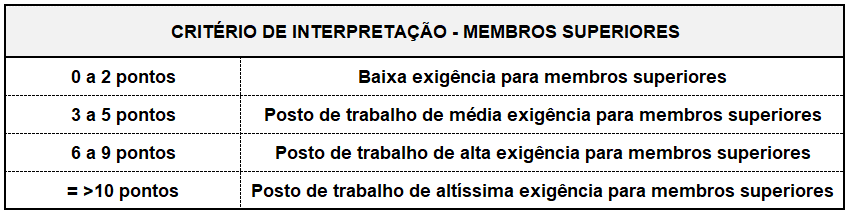 CRITÉRIO DE INTERPRETAÇÃO - MEMBROS SUPERIORES
0 a 2 pontos Baixa exigência para membros superiores
3 a 5 pontos Posto de trabalho de média exigência para membros superiores
6 a 9 pontos Posto de trabalho de alta exigência para membros superiores
= >10 pontos Posto de trabalho de altíssima exigência para membros superiores